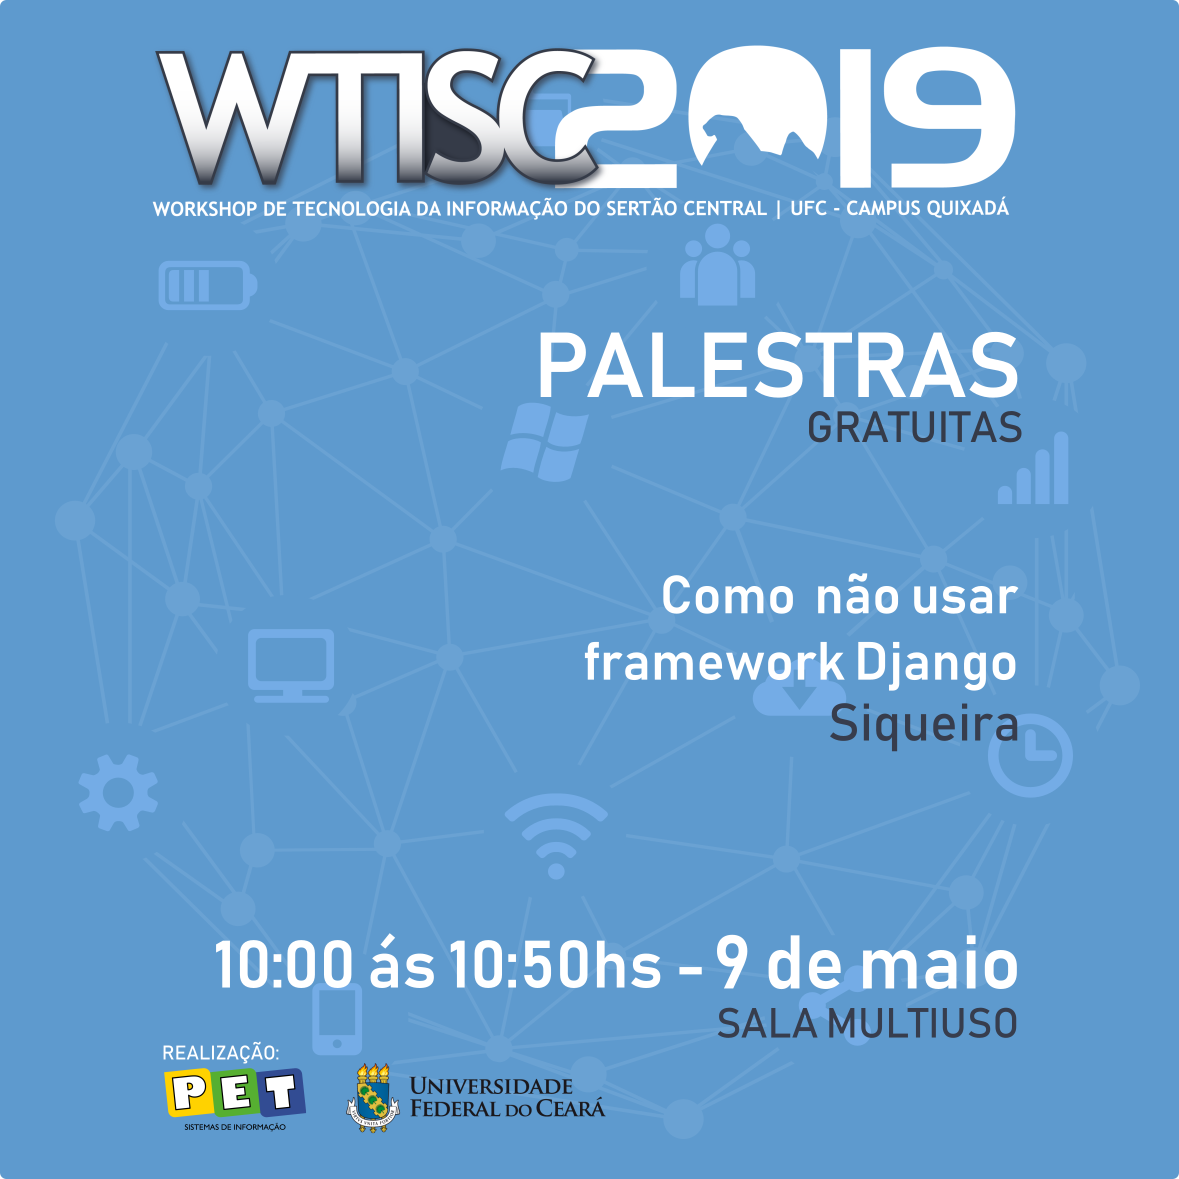 WTISC2019
WORKSHOP DE TECNOLOGIA DA INFORMAÇÃO DO SERTÃO CENTRAL | UFC - CAMPUS QUIXADÁ
PALESTRAS
GRATUITAS
Como não usar
framework Django
Siqueira
10:00 ás 10:50hs - 9 de maio
SALA MULTIUSO
REALIZAÇÃO:
PET
SISTEMAS DE INFORMAÇÃO
UNIVERSIDADE
FEDERAL DO CEARÁ